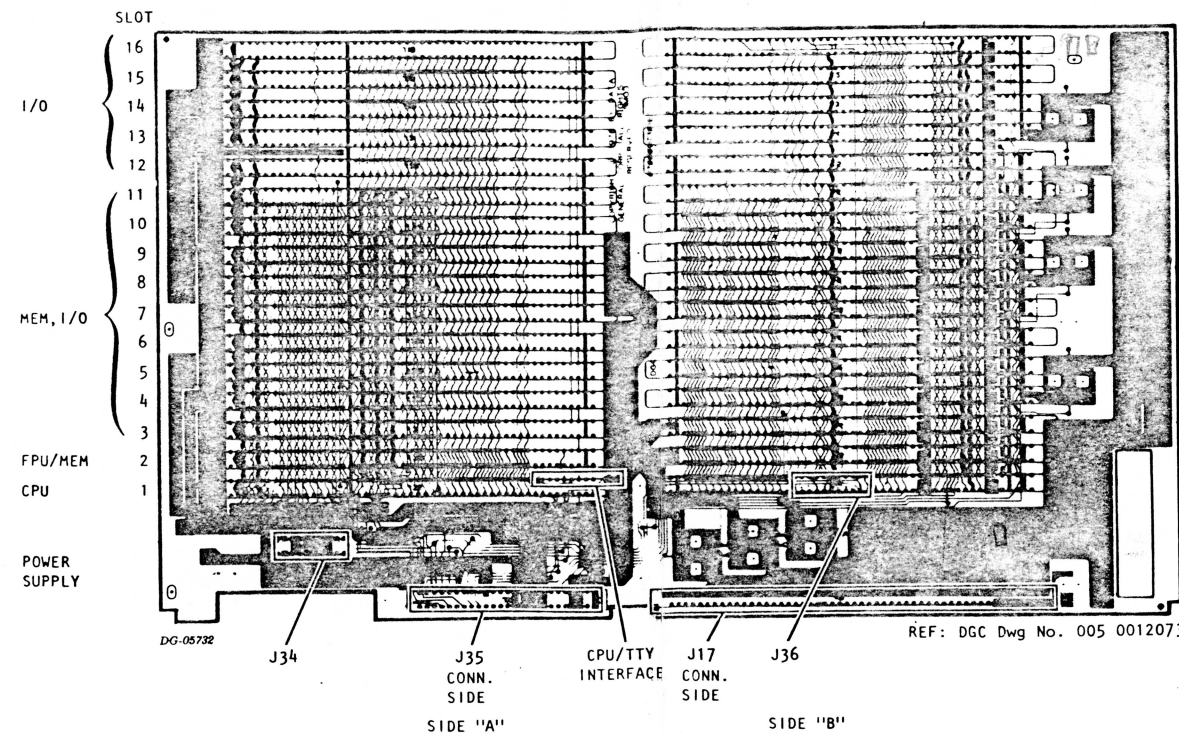 SLOT
16
15
I/O
14
13
12
11
10
9
8
MEM, I/O
7
6
5
4
3
FPU/MEM 2
CPU 1
POWER
SUPPLY
DG-05732
REF: DGC Dwg No. 005 001207
J34
J35
CONN.
SIDE
CPU/TTY
INTERFACE
J17
CONN.
SIDE
J36
SIDE "A"
SIDE "B"